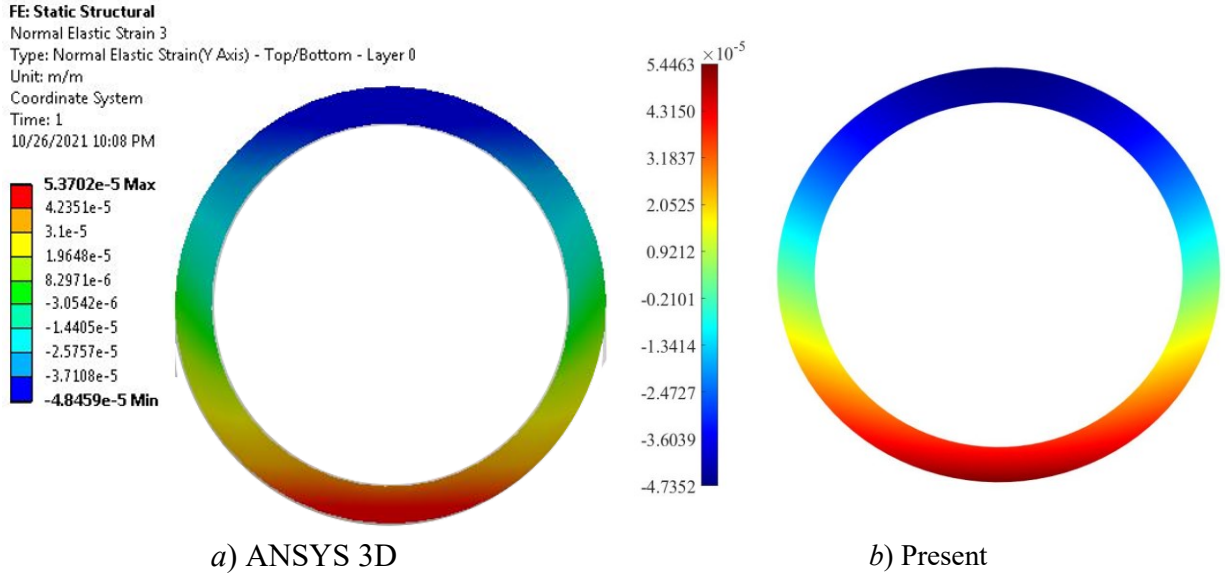 FE: Static Structural
Normal Elastic Strain 3
Type: Normal Elastic Strain(Y Axis) - Top/Bottom - Layer 0
Unit: m/m
Coordinate System
Time: 1
10/26/2021 10:08 PM
5.3702e-5 Max
4.2351e-5
3.1e-5
1.9648e-5
8.2971e-6
-3.0542e-6
-1.4405e-5
-2.5757e-5
-3.7108e-5
-4.8459e-5 Min
×10⁻⁵
5.4463
4.3150
3.1837
2.0525
0.9212
-0.2101
-1.3414
-2.4727
-3.6039
-4.7352
a) ANSYS 3D
b) Present